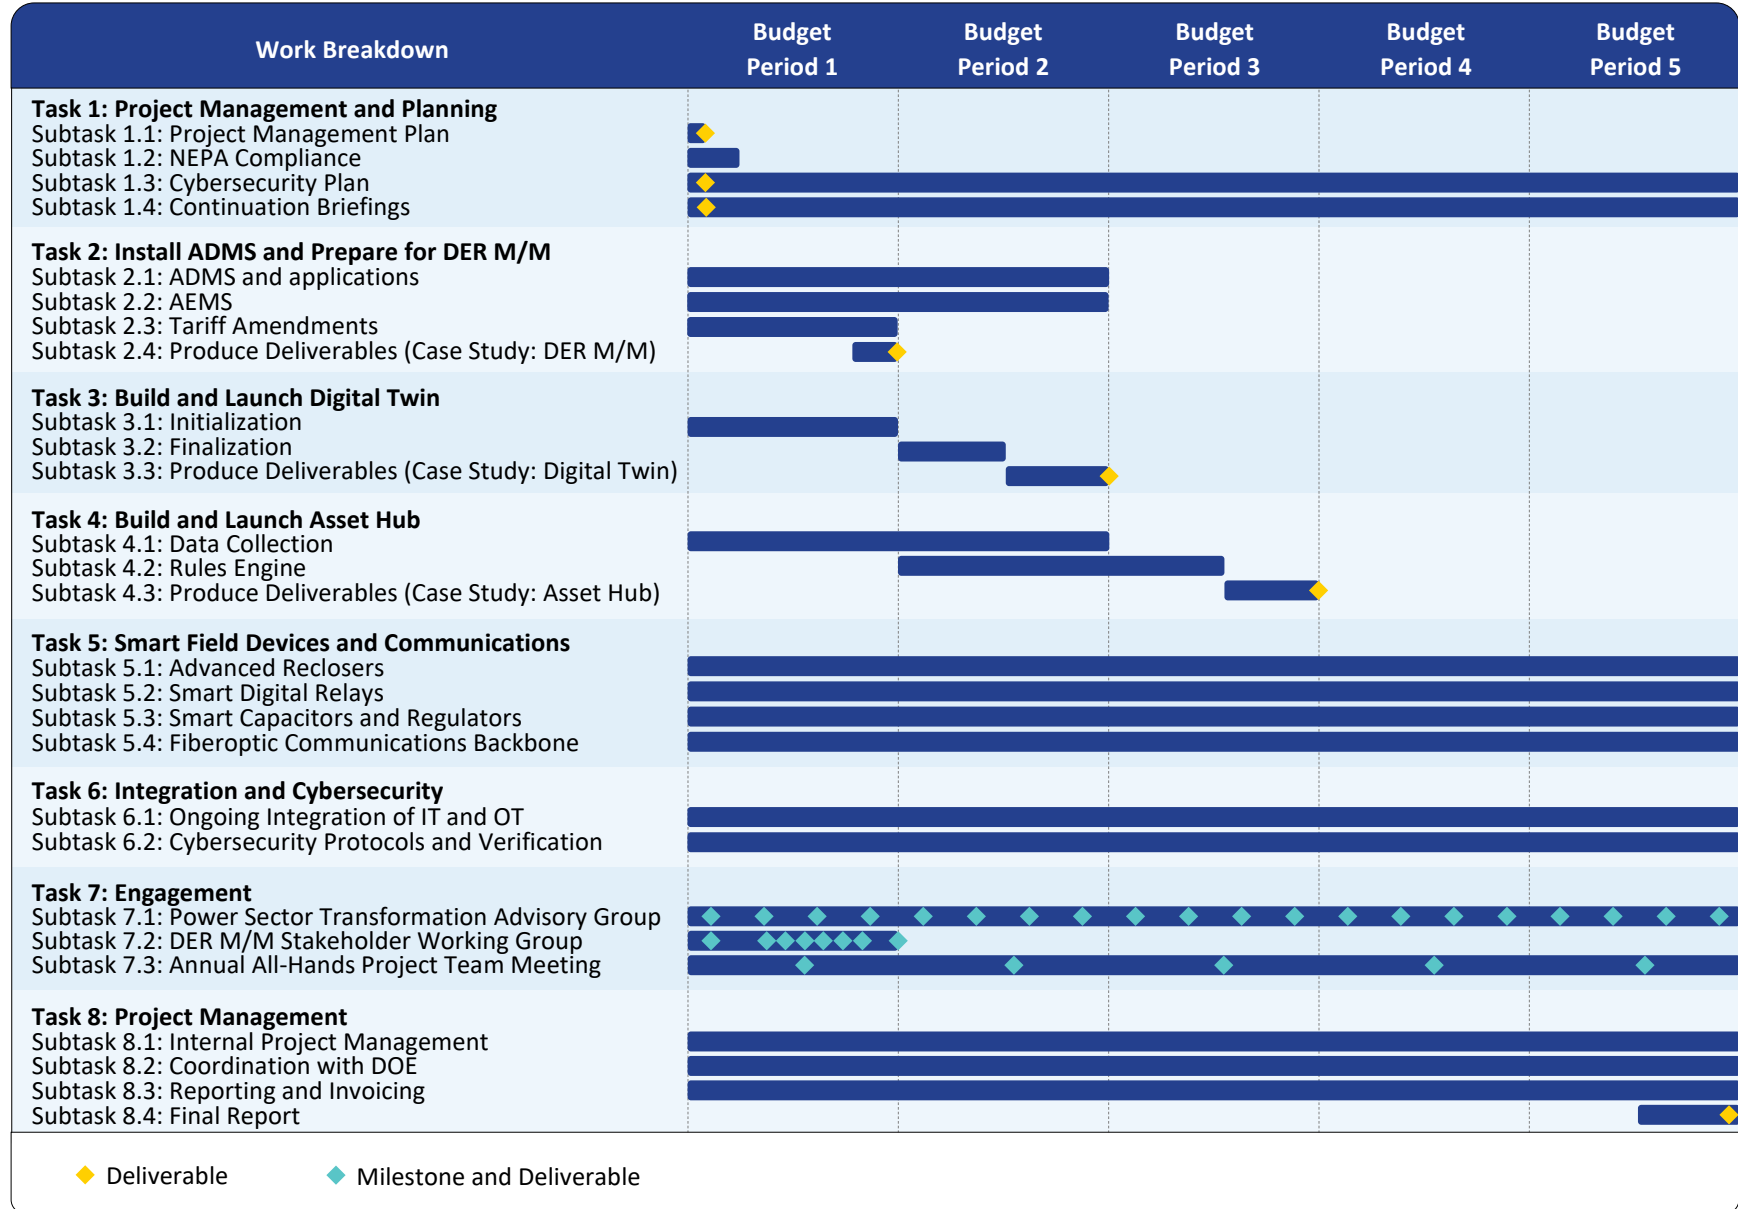 Work Breakdown
Budget Period 1
Budget Period 2
Budget Period 3
Budget Period 4
Budget Period 5
Task 1: Project Management and Planning
Subtask 1.1: Project Management Plan
Subtask 1.2: NEPA Compliance
Subtask 1.3: Cybersecurity Plan
Subtask 1.4: Continuation Briefings
Task 2: Install ADMS and Prepare for DER M/M
Subtask 2.1: ADMS and applications
Subtask 2.2: AEMS
Subtask 2.3: Tariff Amendments
Subtask 2.4: Produce Deliverables (Case Study: DER M/M)
Task 3: Build and Launch Digital Twin
Subtask 3.1: Initialization
Subtask 3.2: Finalization
Subtask 3.3: Produce Deliverables (Case Study: Digital Twin)
Task 4: Build and Launch Asset Hub
Subtask 4.1: Data Collection
Subtask 4.2: Rules Engine
Subtask 4.3: Produce Deliverables (Case Study: Asset Hub)
Task 5: Smart Field Devices and Communications
Subtask 5.1: Advanced Reclosers
Subtask 5.2: Smart Digital Relays
Subtask 5.3: Smart Capacitors and Regulators
Subtask 5.4: Fiberoptic Communications Backbone
Task 6: Integration and Cybersecurity
Subtask 6.1: Ongoing Integration of IT and OT
Subtask 6.2: Cybersecurity Protocols and Verification
Task 7: Engagement
Subtask 7.1: Power Sector Transformation Advisory Group
Subtask 7.2: DER M/M Stakeholder Working Group
Subtask 7.3: Annual All-Hands Project Team Meeting
Task 8: Project Management
Subtask 8.1: Internal Project Management
Subtask 8.2: Coordination with DOE
Subtask 8.3: Reporting and Invoicing
Subtask 8.4: Final Report
Deliverable
Milestone and Deliverable